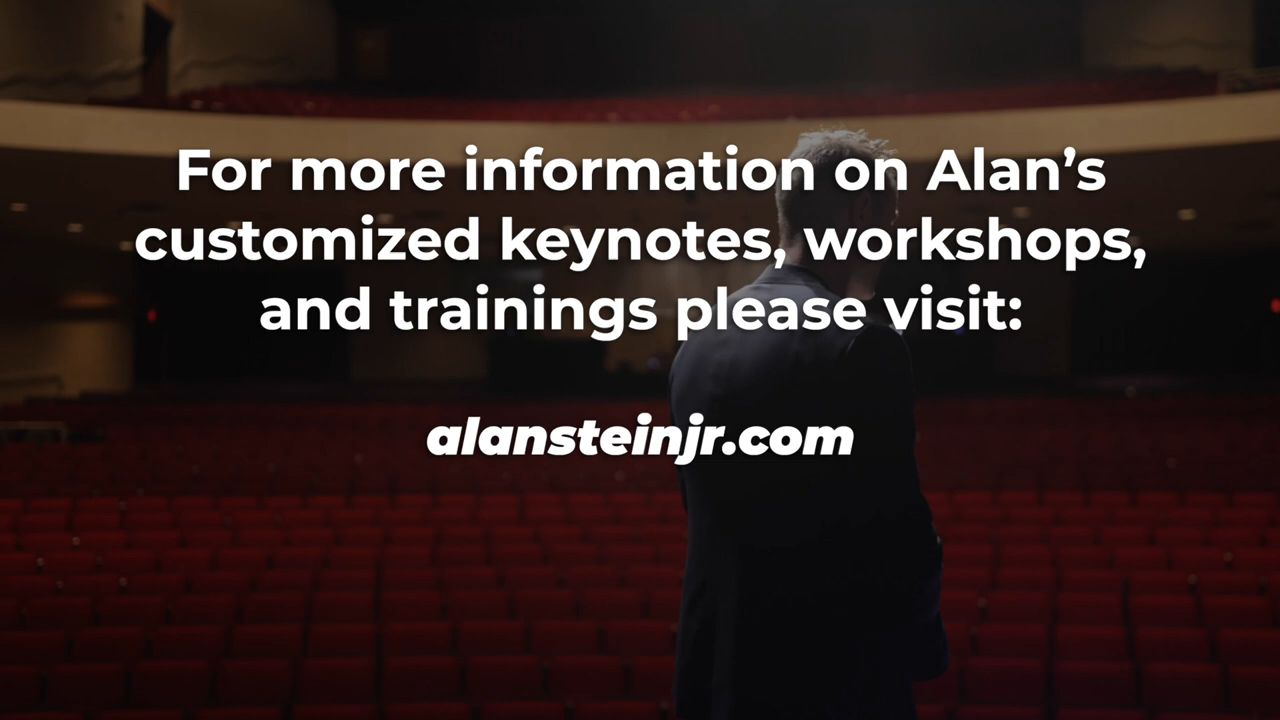 For more information on Alan’s
customized keynotes, workshops,
and trainings please visit:
alansteinjr.com